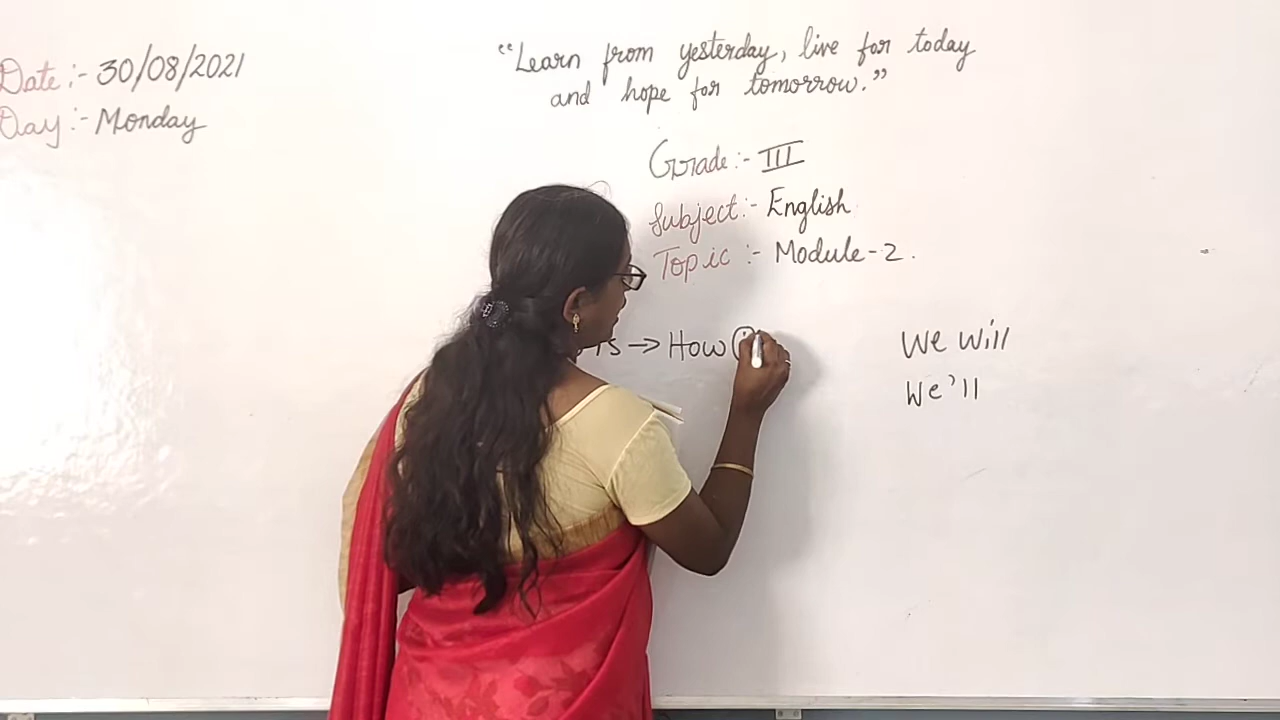 Date:- 30/08/2021
Day:- Monday
“Learn from yesterday, live for today
and hope for tomorrow.”
Grade:- III
Subject:- English
Topic:- Module-2.
is → How i
We Will
We'll